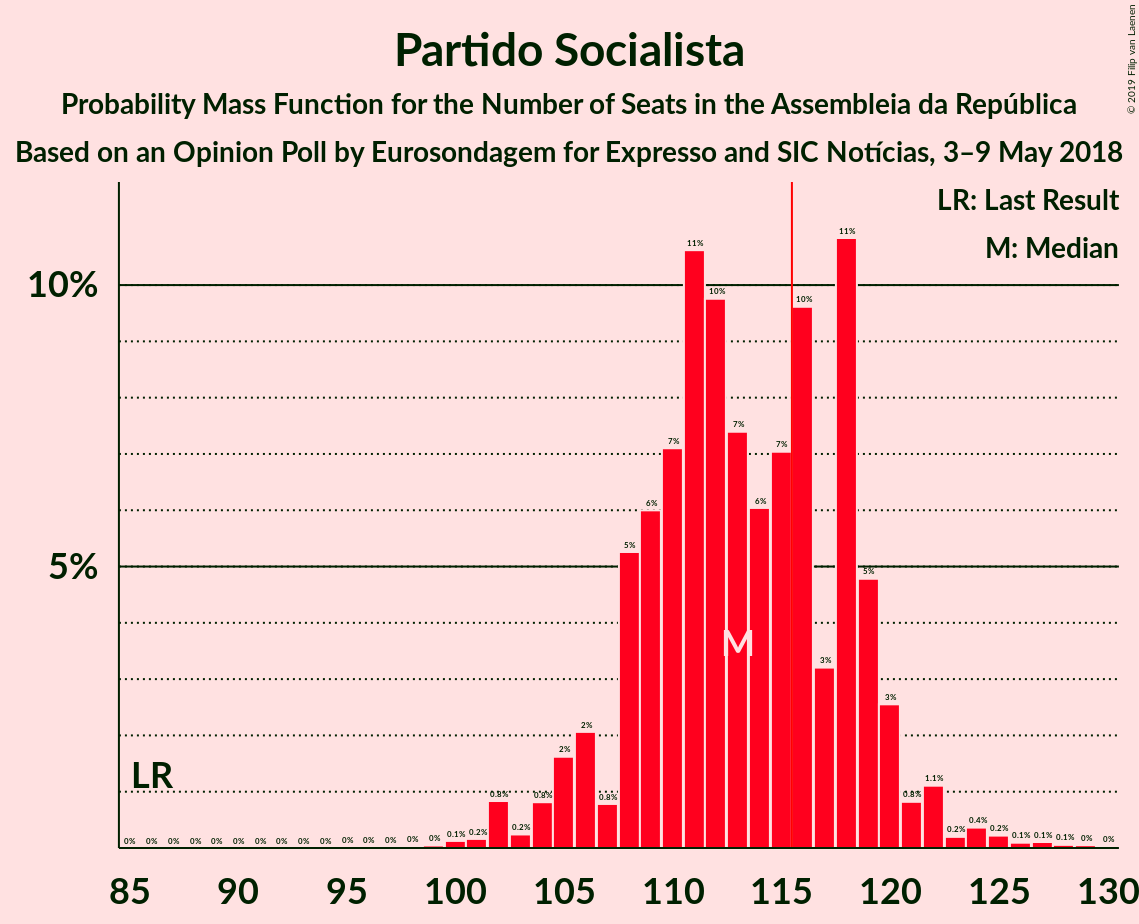 Partido Socialista
Probability Mass Function for the Number of Seats in the Assembleia da República
Based on an Opinion Poll by Eurosondagem for Expresso and SIC Notícias, 3–9 May 2018
© 2019 Filip van Laenen
LR: Last Result
M: Median
10%
5%
11% 11%
10% 10%
7% 7% 7%
6% 6%
5% 5%
M
3% 3%
2% 2%
LR
0% 0% 0% 0% 0% 0% 0% 0% 0% 0% 0% 0% 0% 0% 0% 0.1% 0.2% 0.8% 0.2% 0.8% 0.8% 0.8% 1.1% 0.2% 0.4% 0.2% 0.1% 0.1% 0.1% 0% 0%
85 90 95 100 105 110 115 120 125 130